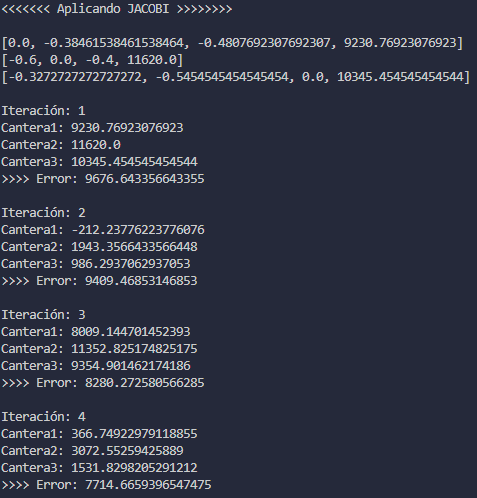 <<<<<<< Aplicando JACOBI >>>>>>>>
[0.0, -0.38461538461538464, -0.4807692307692307, 9230.76923076923]
[-0.6, 0.0, -0.4, 11620.0]
[-0.3272727272727272, -0.5454545454545454, 0.0, 10345.454545454544]
Iteración: 1
Cantera1: 9230.76923076923
Cantera2: 11620.0
Cantera3: 10345.454545454544
>>>> Error: 9676.643356643355
Iteración: 2
Cantera1: -212.23776223776076
Cantera2: 1943.3566433566448
Cantera3: 986.2937062937053
>>>> Error: 9409.46853146853
Iteración: 3
Cantera1: 8009.144701452393
Cantera2: 11352.825174825175
Cantera3: 9354.901462174186
>>>> Error: 8280.272580566285
Iteración: 4
Cantera1: 366.74922979118855
Cantera2: 3072.55259425889
Cantera3: 1531.8298205291212
>>>> Error: 7714.6659396547475